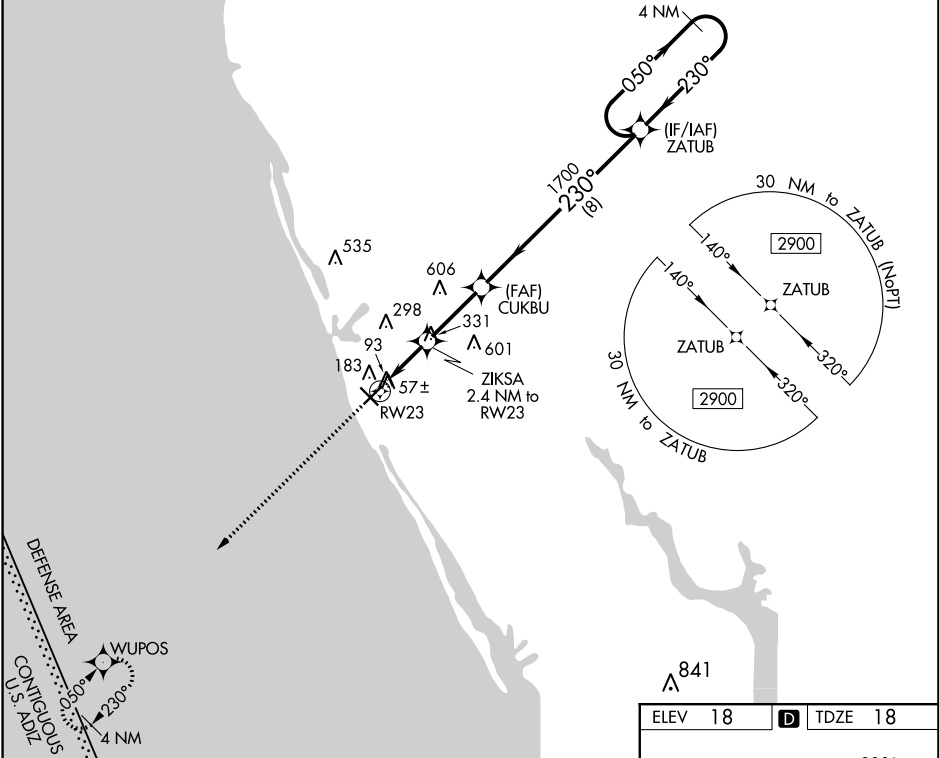 4 NM
050°
230°
(IF/IAF)
ZATUB
1700
230°
(8)
30 NM to ZATUB (NoPT)
2900
140°
ZATUB
320°
140°
ZATUB
320°
2900
30 NM to ZATUB
535
606
(FAF)
CUKBU
298
331
601
93
183
57±
ZIKSA
2.4 NM to
RW23
RW23
DEFENSE AREA
CONTIGUOUS
U.S. ADIZ
WUPOS
050°
230°
4 NM
841
ELEV 18
D
TDZE 18